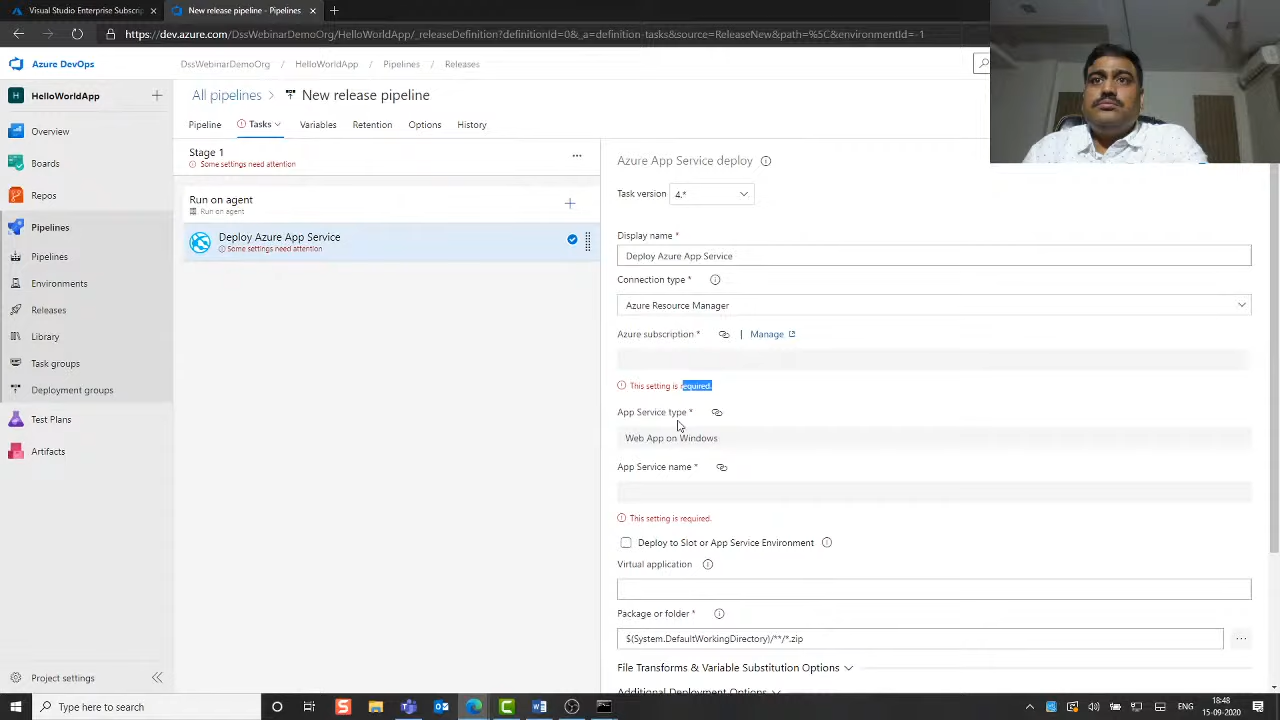 Visual Studio Enterprise Subscrip
New release pipeline - Pipelines
https://dev.azure.com/DssWebinarDemoOrg/HelloWorldApp/_releaseDefinition?definitionId=0&_a=definition-tasks&source=ReleaseNew&path=%5C&environmentId=-1
Azure DevOps
DssWebinarDemoOrg
HelloWorldApp
Pipelines
Releases
H
HelloWorldApp
All pipelines
New release pipeline
Pipeline
Tasks
Variables
Retention
Options
History
Overview
Boards
Repos
Pipelines
Pipelines
Environments
Releases
Library
Task groups
Deployment groups
Test Plans
Artifacts
Project settings
Stage 1
Some settings need attention
Run on agent
Run on agent
Deploy Azure App Service
Some settings need attention
Azure App Service deploy
Task version
4.*
Display name *
Deploy Azure App Service
Connection type *
Azure Resource Manager
Azure subscription *
| Manage
This setting is required.
App Service type *
Web App on Windows
App Service name *
This setting is required.
Deploy to Slot or App Service Environment
Virtual application
Package or folder *
$(System.DefaultWorkingDirectory)/**/*.zip
File Transforms & Variable Substitution Options
Additional Deployment Options
Type here to search
ENG
18:48
15-09-2020